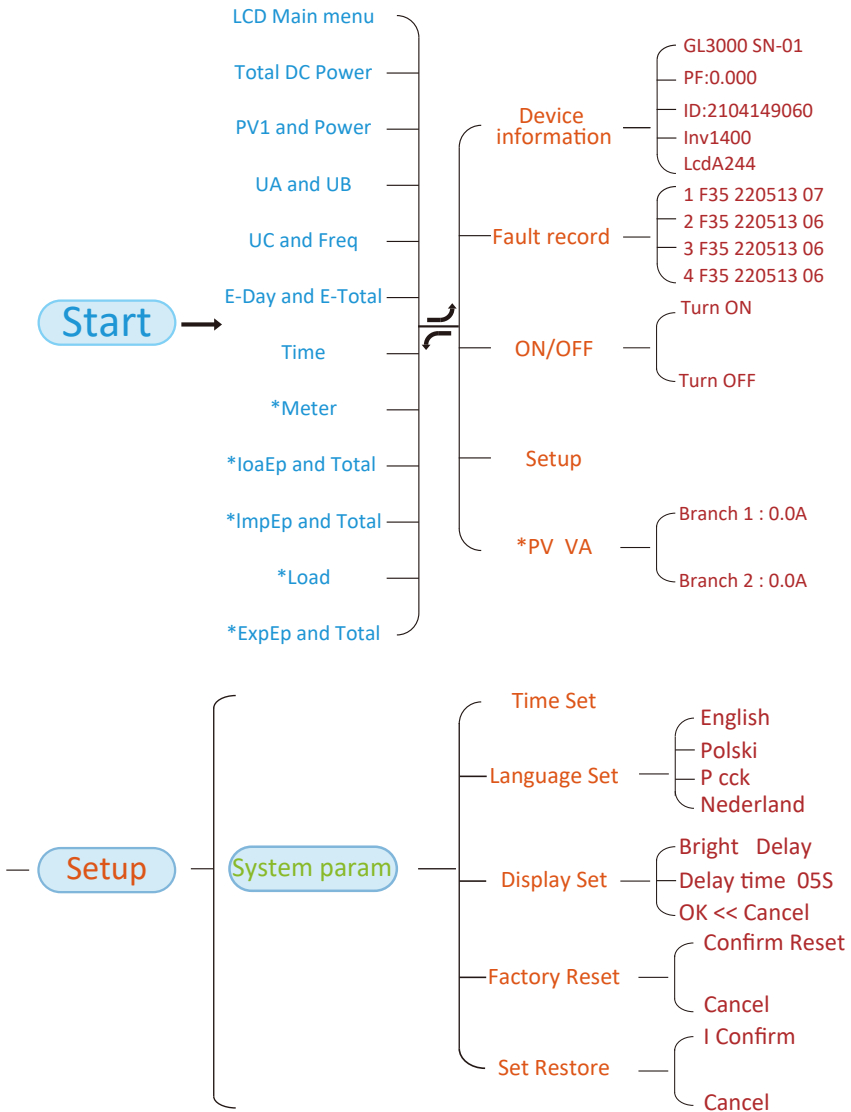 LCD Main menu
Total DC Power
PV1 and Power
UA and UB
UC and Freq
E-Day and E-Total
Start
Time
*Meter
*IoaEp and Total
*ImpEp and Total
*Load
*ExpEp and Total
Device
information
GL3000 SN-01
PF:0.000
ID:2104149060
Inv1400
LcdA244
Fault record
1 F35 220513 07
2 F35 220513 06
3 F35 220513 06
4 F35 220513 06
ON/OFF
Turn ON
Turn OFF
Setup
*PV VA
Branch 1 : 0.0A
Branch 2 : 0.0A
Setup
System param
Time Set
Language Set
English
Polski
P cck
Nederland
Display Set
Bright Delay
Delay time 05S
OK << Cancel
Factory Reset
Confirm Reset
Cancel
Set Restore
I Confirm
Cancel